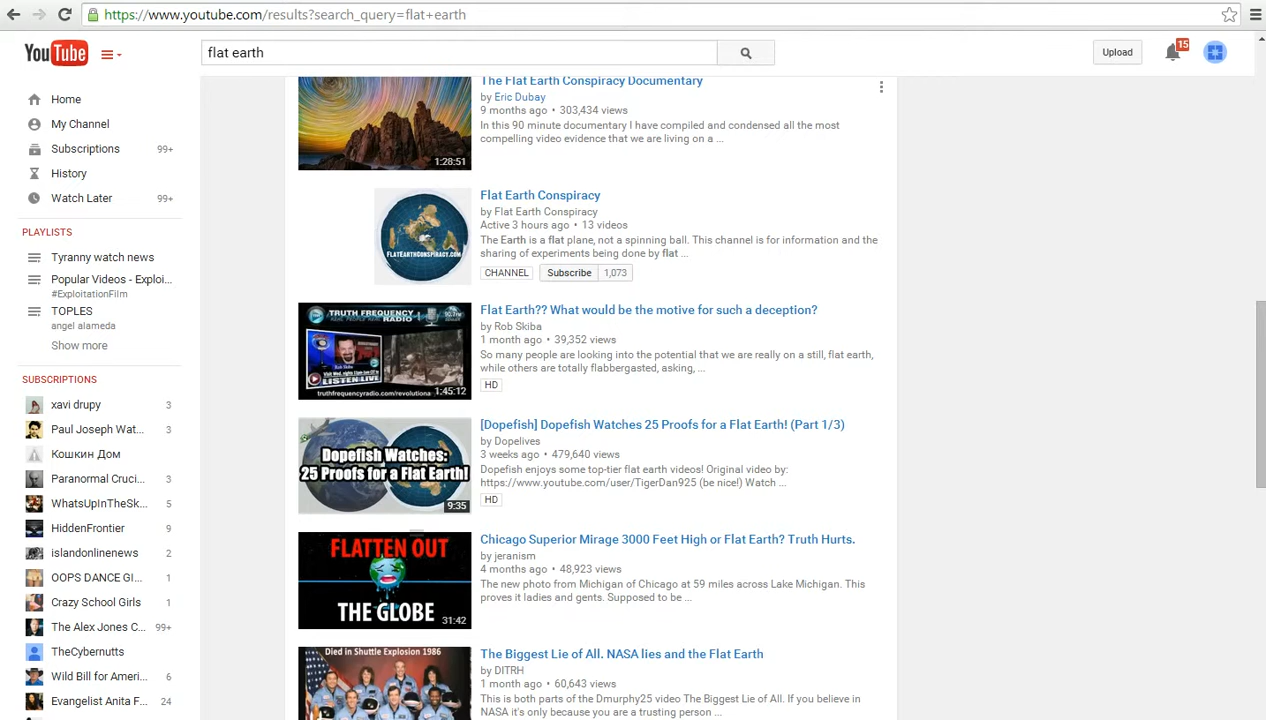 https://www.youtube.com/results?search_query=flat+earth
YouTube
flat earth
Upload
15
Home
My Channel
Subscriptions 99+
History
Watch Later 99+
PLAYLISTS
Tyranny watch news
Popular Videos - Exploi...
#ExploitationFilm
TOPLES
angel alameda
Show more
SUBSCRIPTIONS
xavi drupy 3
Paul Joseph Wat... 3
Кошкин Дом
Paranormal Cruci... 3
WhatsUpInTheSk... 5
HiddenFrontier 9
islandonlinenews 2
OOPS DANCE GI... 1
Crazy School Girls 1
The Alex Jones C... 99+
TheCybernutts
Wild Bill for Ameri... 6
Evangelist Anita F... 24
1:28:51
The Flat Earth Conspiracy Documentary
by Eric Dubay
9 months ago • 303,434 views
In this 90 minute documentary I have compiled and condensed all the most
compelling video evidence that we are living on a ...
FLATEARTHCONSPIRACY.COM
Flat Earth Conspiracy
by Flat Earth Conspiracy
Active 3 hours ago • 13 videos
The Earth is a flat plane, not a spinning ball. This channel is for information and the
sharing of experiments being done by flat ...
CHANNEL Subscribe 1,073
TRUTH FREQUENCY
RADIO
Rob Skiba
LISTEN LIVE
truthfrequencyradio.com/revolutiona
1:45:12
Flat Earth?? What would be the motive for such a deception?
by Rob Skiba
1 month ago • 39,352 views
So many people are looking into the potential that we are really on a still, flat earth,
while others are totally flabbergasted, asking, ...
HD
Dopefish Watches:
25 Proofs for a Flat Earth!
9:35
[Dopefish] Dopefish Watches 25 Proofs for a Flat Earth! (Part 1/3)
by Dopelives
3 weeks ago • 479,640 views
Dopefish enjoys some top-tier flat earth videos! Original video by:
https://www.youtube.com/user/TigerDan925 (be nice!) Watch ...
HD
FLATTEN OUT
THE GLOBE
31:42
Chicago Superior Mirage 3000 Feet High or Flat Earth? Truth Hurts.
by jeranism
4 months ago • 48,923 views
The new photo from Michigan of Chicago at 59 miles across Lake Michigan. This
proves it ladies and gents. Supposed to be ...
Died in Shuttle Explosion 1986
The Biggest Lie of All. NASA lies and the Flat Earth
by DITRH
1 month ago • 60,643 views
This is both parts of the Dmurphy25 video The Biggest Lie of All. If you believe in
NASA it's only because you are a trusting person ...